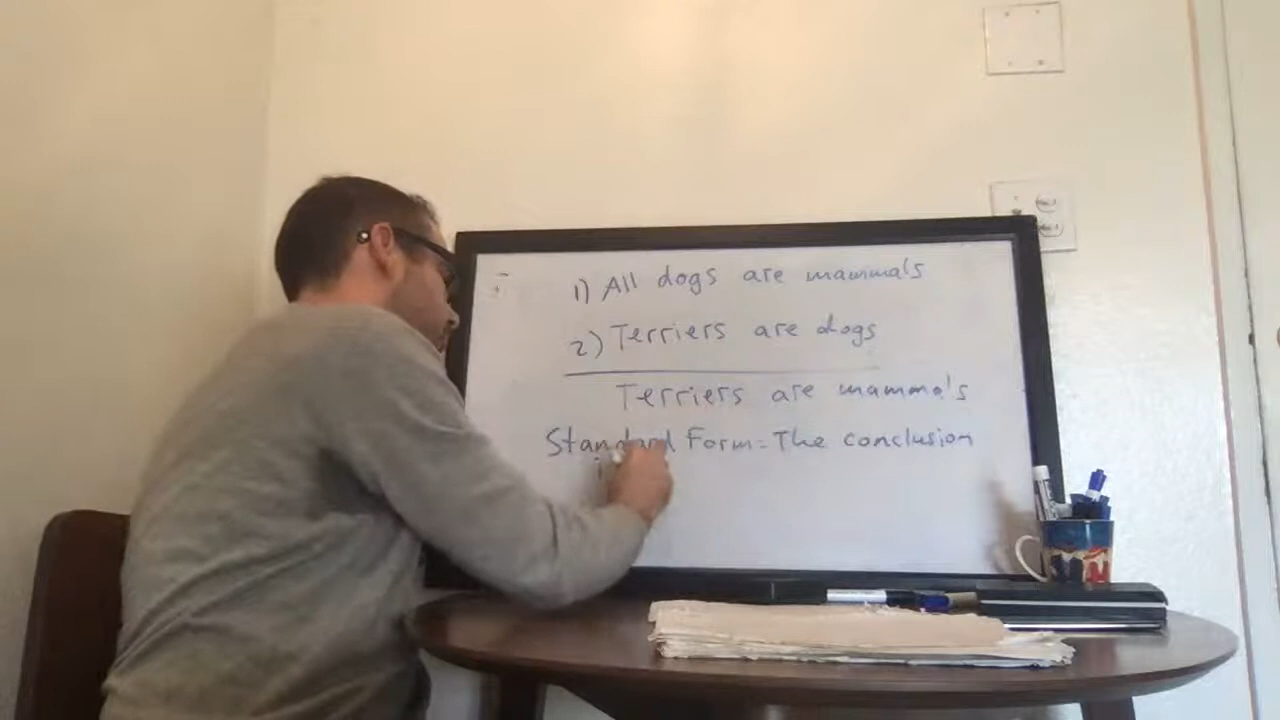 1) All dogs are mammals
2) Terriers are dogs
Terriers are mammals
Standard Form = The conclusion